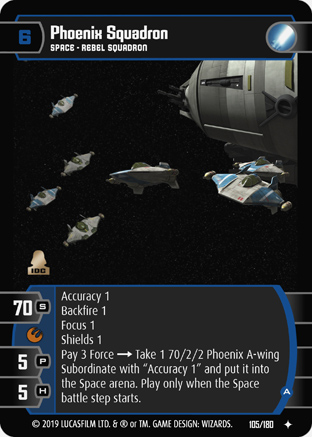 6
Phoenix Squadron
SPACE · REBEL SQUADRON
IDC
70 S
5 P
5 H
Accuracy 1
Backfire 1
Focus 1
Shields 1
Pay 3 Force → Take 1 70/2/2 Phoenix A-wing
Subordinate with “Accuracy 1” and put it into
the Space arena. Play only when the Space
battle step starts.
A
© 2019 LUCASFILM LTD. & ® or TM. GAME DESIGN: WIZARDS.
105/180